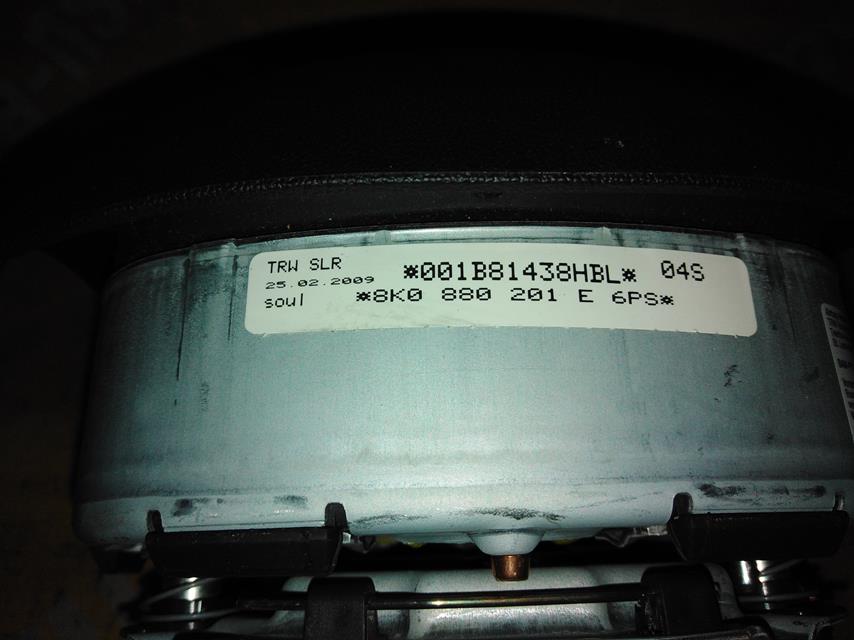 TRW SLR *001B81438HBL* 04S
25.02.2009
soul *8K0 880 201 E 6PS*